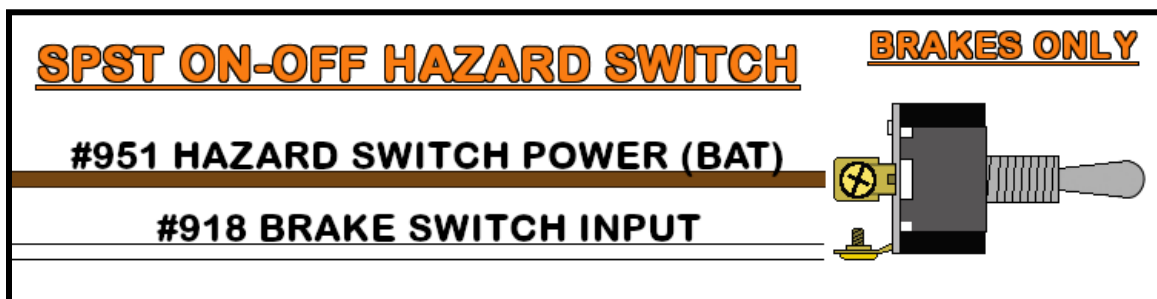 SPST ON-OFF HAZARD SWITCH
BRAKES ONLY
#951 HAZARD SWITCH POWER (BAT)
#918 BRAKE SWITCH INPUT